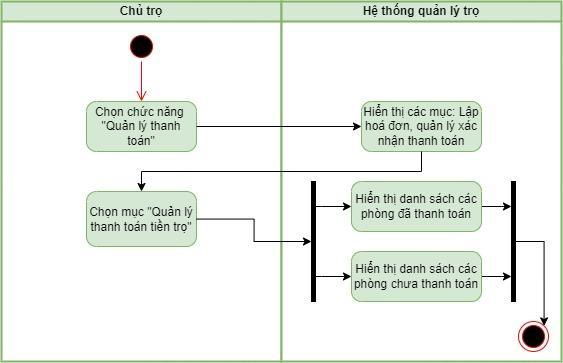 Chủ trọ
Hệ thống quản lý trọ
Chọn chức năng
"Quản lý thanh
toán"
Hiển thị các mục: Lập
hoá đơn, quản lý xác
nhận thanh toán
Chọn mục "Quản lý
thanh toán tiền trọ"
Hiển thị danh sách các
phòng đã thanh toán
Hiển thị danh sách các
phòng chưa thanh toán